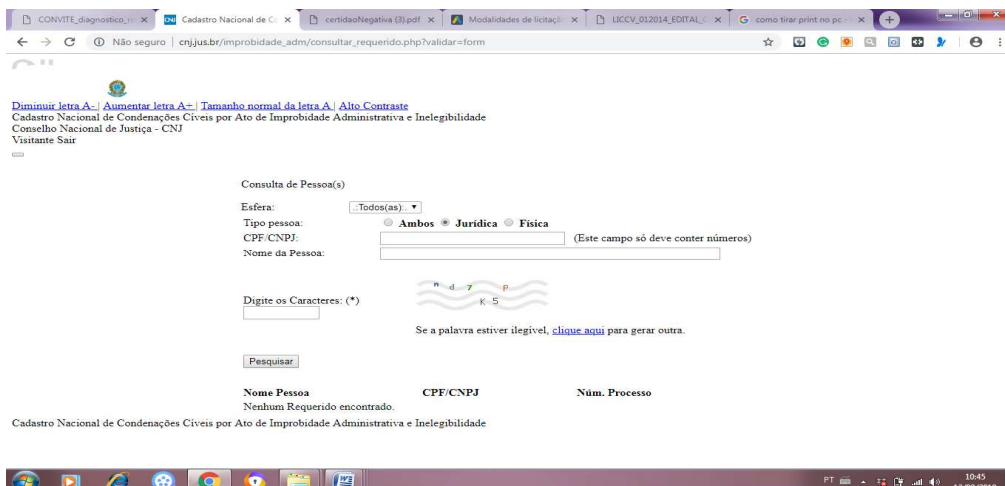 CONVITE_diagnostico_
Cadastro Nacional de C
certidaoNegativa (3).pdf
Modalidades de licitaçã
LICCV_012014_EDITAL_
como tirar print no pc
Não seguro | cnj.jus.br/improbidade_adm/consultar_requerido.php?validar=form
Diminuir letra A- | Aumentar letra A+ | Tamanho normal da letra A | Alto Contraste
Cadastro Nacional de Condenações Cíveis por Ato de Improbidade Administrativa e Inelegibilidade
Conselho Nacional de Justiça - CNJ
Visitante Sair
Consulta de Pessoa(s)
Esfera: .:Todos(as):.
Tipo pessoa: Ambos Jurídica Física
CPF/CNPJ: (Este campo só deve conter números)
Nome da Pessoa:
n d 7 p K 5
Digite os Caracteres: (*)
Se a palavra estiver ilegível, clique aqui para gerar outra.
Pesquisar
Nome Pessoa CPF/CNPJ Núm. Processo
Nenhum Requerido encontrado.
Cadastro Nacional de Condenações Cíveis por Ato de Improbidade Administrativa e Inelegibilidade
PT 10:45